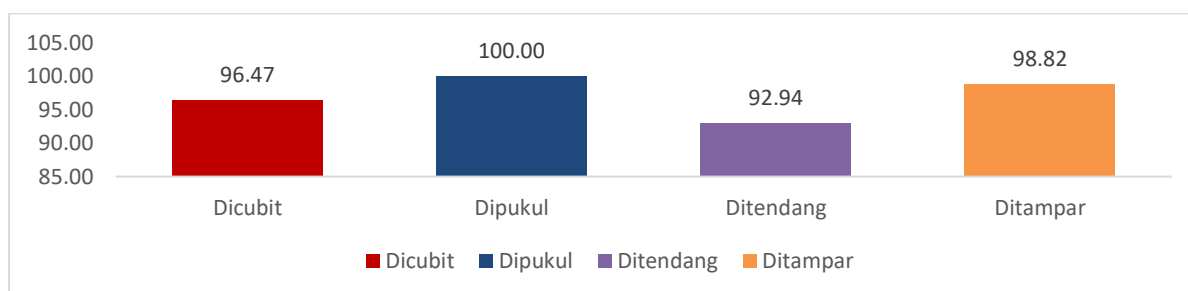 105.00
100.00
95.00
90.00
85.00
96.47
100.00
92.94
98.82
Dicubit
Dipukul
Ditendang
Ditampar
Dicubit Dipukul Ditendang Ditampar